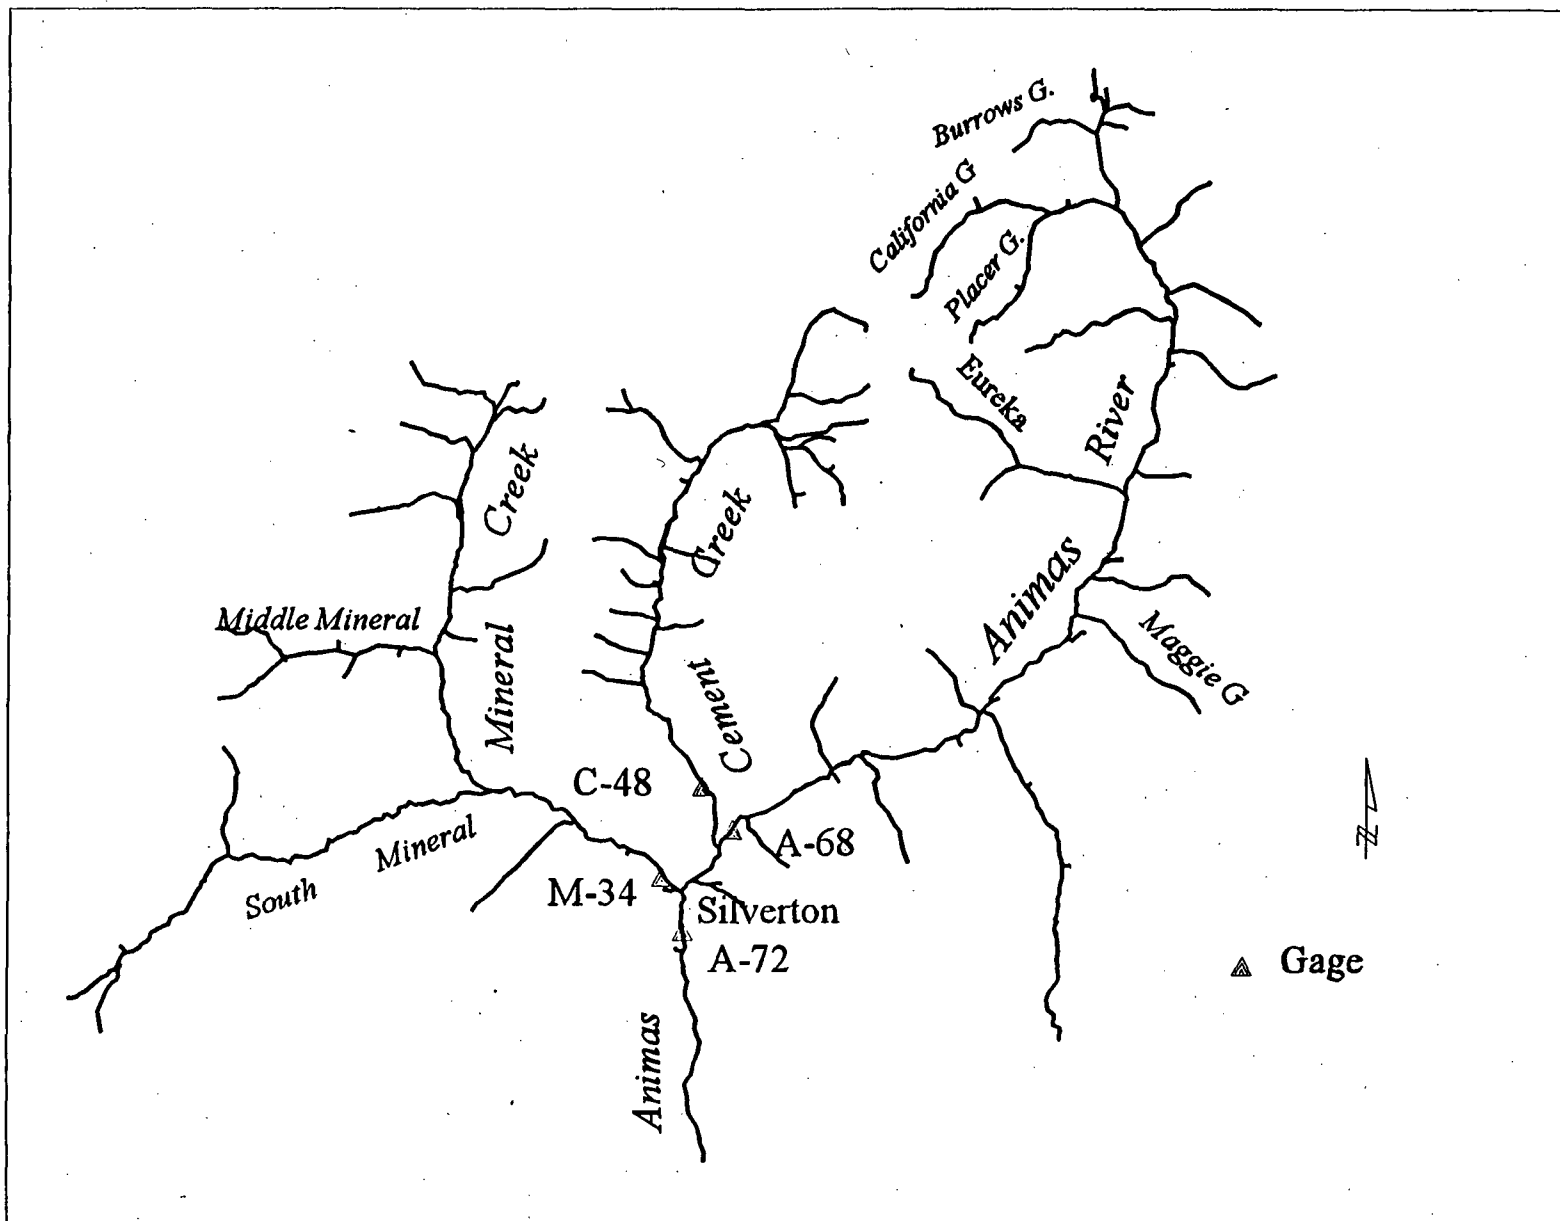 Burrows G.
California G
Placer G.
Eureka
River
Creek
Creek
Animas
Middle Mineral
Maggie G
Mineral
Cement
C-48
South Mineral
A-68
M-34
Silverton
A-72
Gage
Animas
N